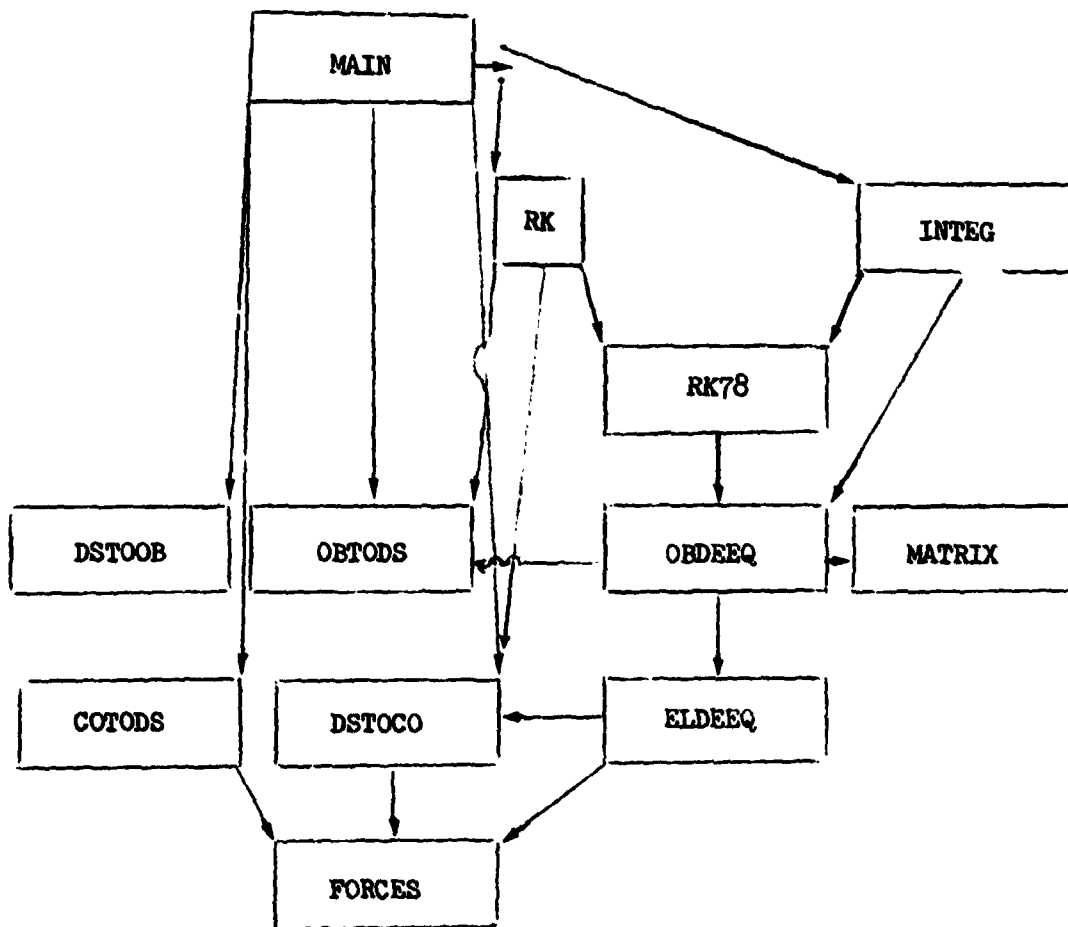 MAIN
RK
INTEG
RK78
DSTOOB
OBTODS
OBDEEQ
MATRIX
COTODS
DSTOCO
ELDEEQ
FORCES